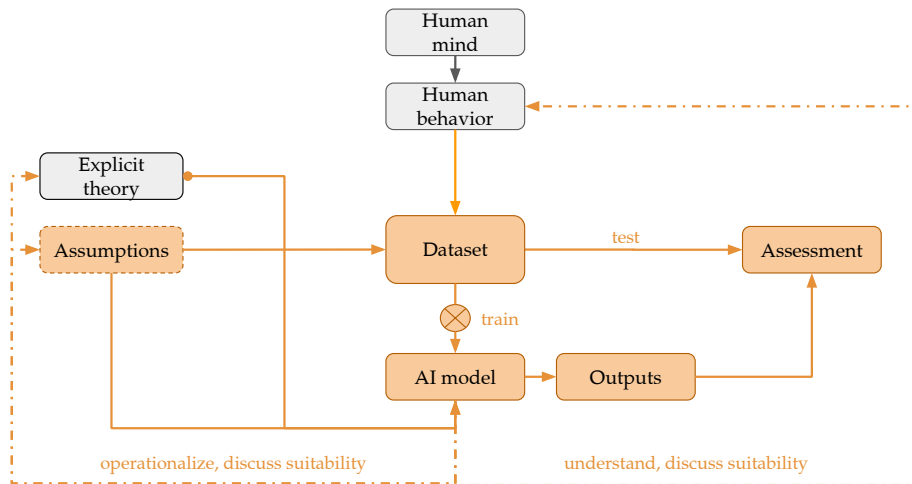 Human
mind
Human
behavior
Explicit
theory
Assumptions
Dataset
test
Assessment
train
AI model
Outputs
operationalize, discuss suitability
understand, discuss suitability